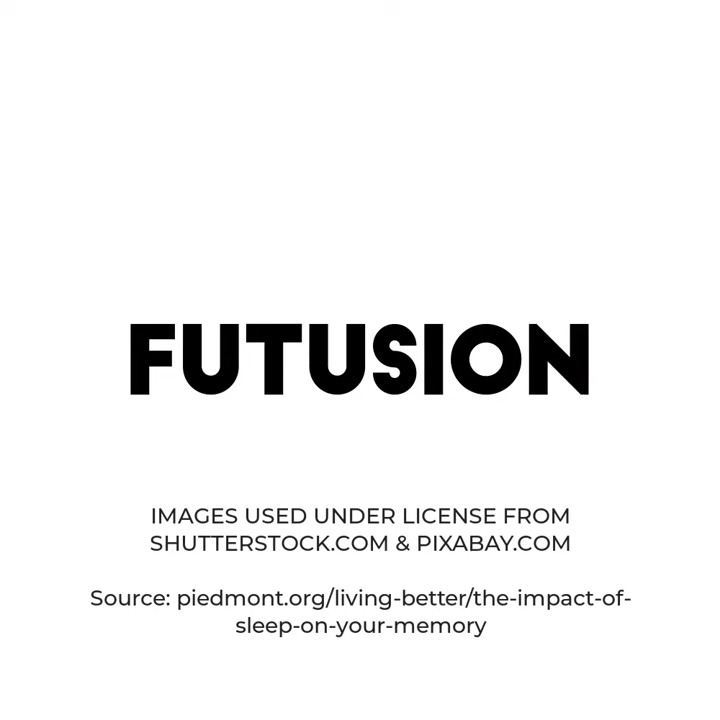 FUTUSION
IMAGES USED UNDER LICENSE FROM
SHUTTERSTOCK.COM & PIXABAY.COM
Source: piedmont.org/living-better/the-impact-of-
sleep-on-your-memory